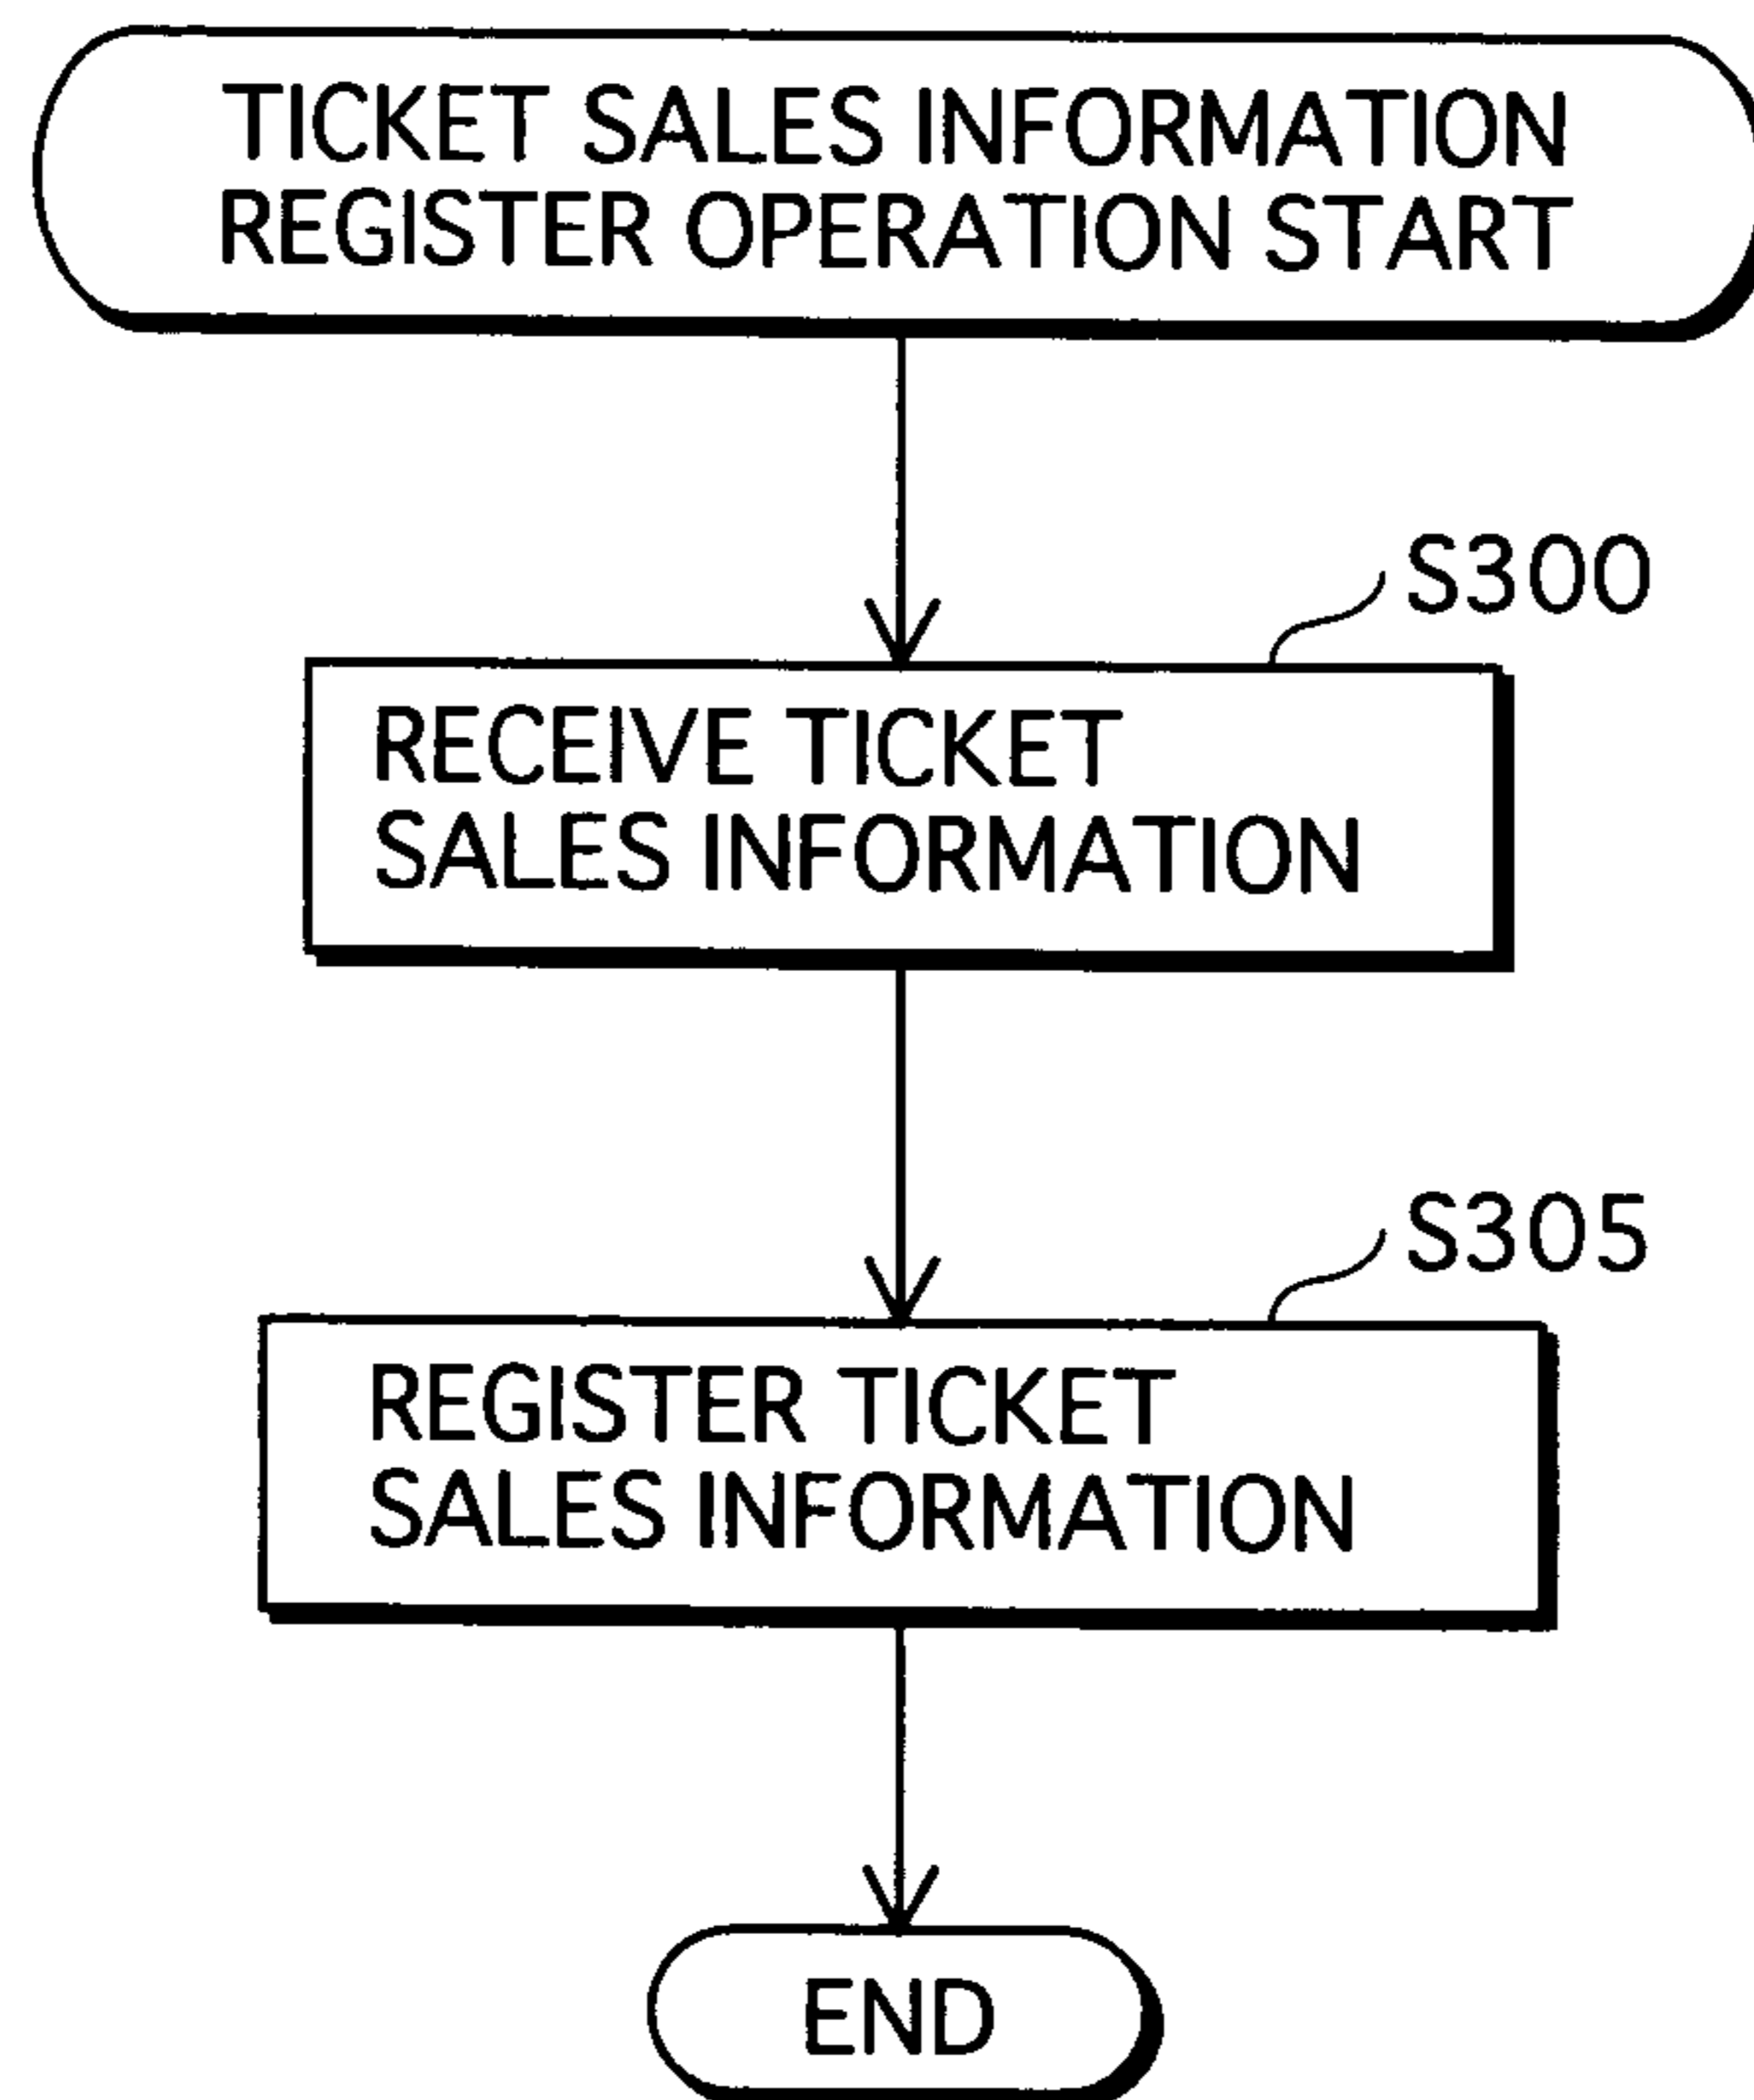 TICKET SALES INFORMATION
REGISTER OPERATION START
S300
RECEIVE TICKET
SALES INFORMATION
S305
REGISTER TICKET
SALES INFORMATION
END